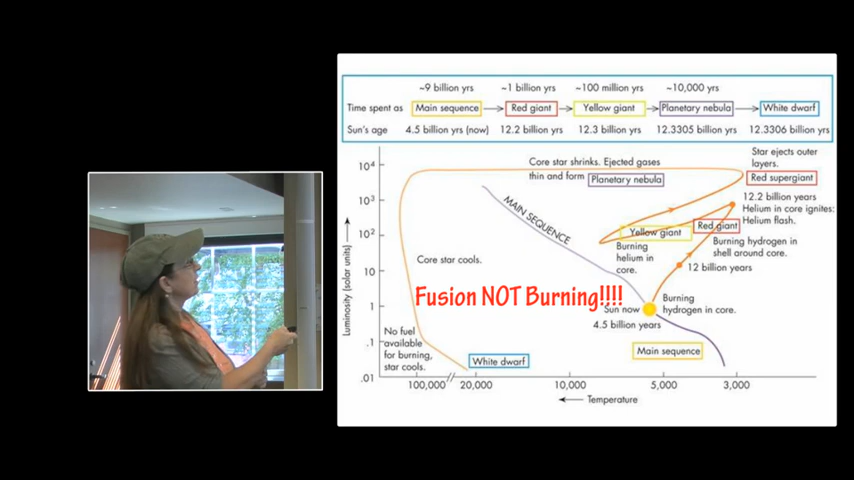 ~9 billion yrs ~1 billion yrs ~100 million yrs ~10,000 yrs
Time spent as Main sequence Red giant Yellow giant Planetary nebula White dwarf
Sun's age 4.5 billion yrs (now) 12.2 billion yrs 12.3 billion yrs 12.3305 billion yrs 12.3306 billion yrs
Star ejects outer
layers.
Red supergiant
Core star shrinks. Ejected gases
thin and form Planetary nebula
12.2 billion years
Helium in core ignites:
Helium flash.
MAIN SEQUENCE
Yellow giant
Red giant
Burning
helium in
core.
Burning hydrogen in
shell around core.
12 billion years
Core star cools.
Fusion NOT Burning!!!!
Burning
hydrogen in core.
Sun now
4.5 billion years
No fuel
available
for burning,
star cools.
White dwarf
Main sequence
Luminosity (solar units)
10⁴
10³
10²
10
1
.1
.01
100,000 20,000 10,000 5,000 3,000
Temperature